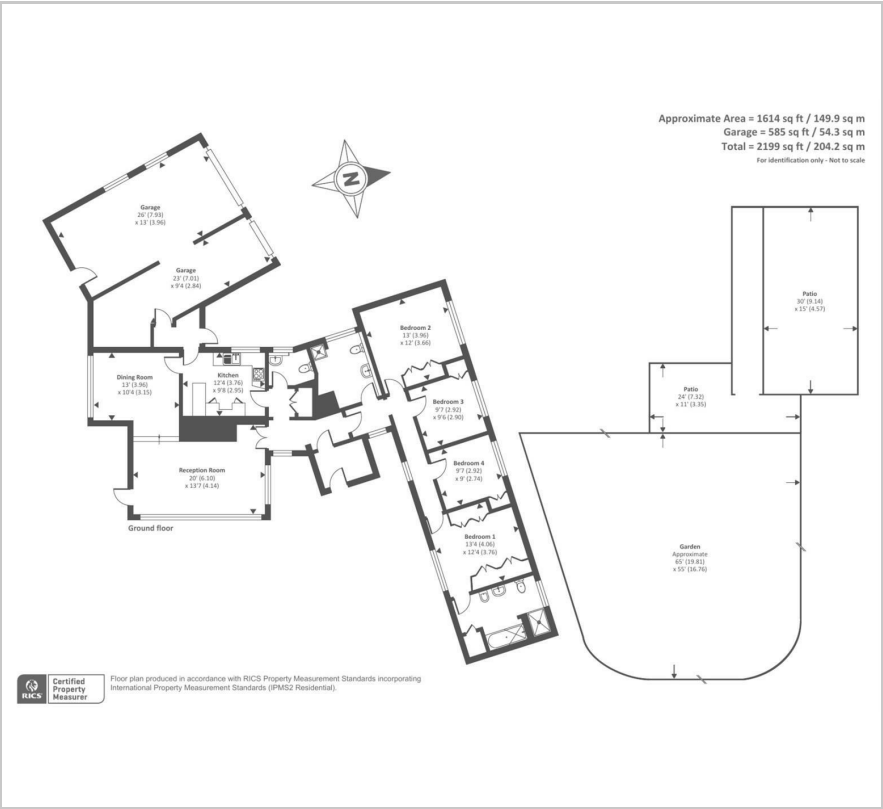 Approximate Area = 1614 sq ft / 149.9 sq m
Garage = 585 sq ft / 54.3 sq m
Total = 2199 sq ft / 204.2 sq m
For identification only - Not to scale
N
Garage
26' (7.93)
x 13' (3.96)
Garage
23' (7.01)
x 9'4 (2.84)
Patio
30' (9.14)
x 15' (4.57)
Bedroom 2
13' (3.96)
x 12' (3.66)
Dining Room
13' (3.96)
x 10'4 (3.15)
Kitchen
12'4 (3.76)
x 9'8 (2.95)
Patio
24' (7.32)
x 11' (3.35)
Bedroom 3
9'7 (2.92)
x 9'6 (2.90)
Bedroom 4
9'7 (2.92)
x 9' (2.74)
Reception Room
20' (6.10)
x 13'7 (4.14)
Ground floor
Bedroom 1
13'4 (4.06)
x 12'4 (3.76)
Garden
Approximate
65' (19.81)
x 55' (16.76)
RICS
Certified
Property
Measurer
Floor plan produced in accordance with RICS Property Measurement Standards incorporating
International Property Measurement Standards (IPMS2 Residential).